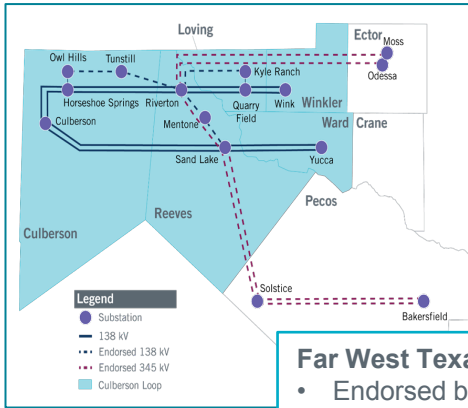 Loving
Ector
Moss
Odessa
Owl Hills
Tunstill
Kyle Ranch
Horseshoe Springs
Riverton
Quarry
Field
Wink
Winkler
Culberson
Mentone
Ward
Crane
Sand Lake
Yucca
Pecos
Reeves
Culberson
Solstice
Bakersfield
Legend
Substation
138 kV
Endorsed 138 kV
Endorsed 345 kV
Culberson Loop
Far West Texa
• Endorsed b